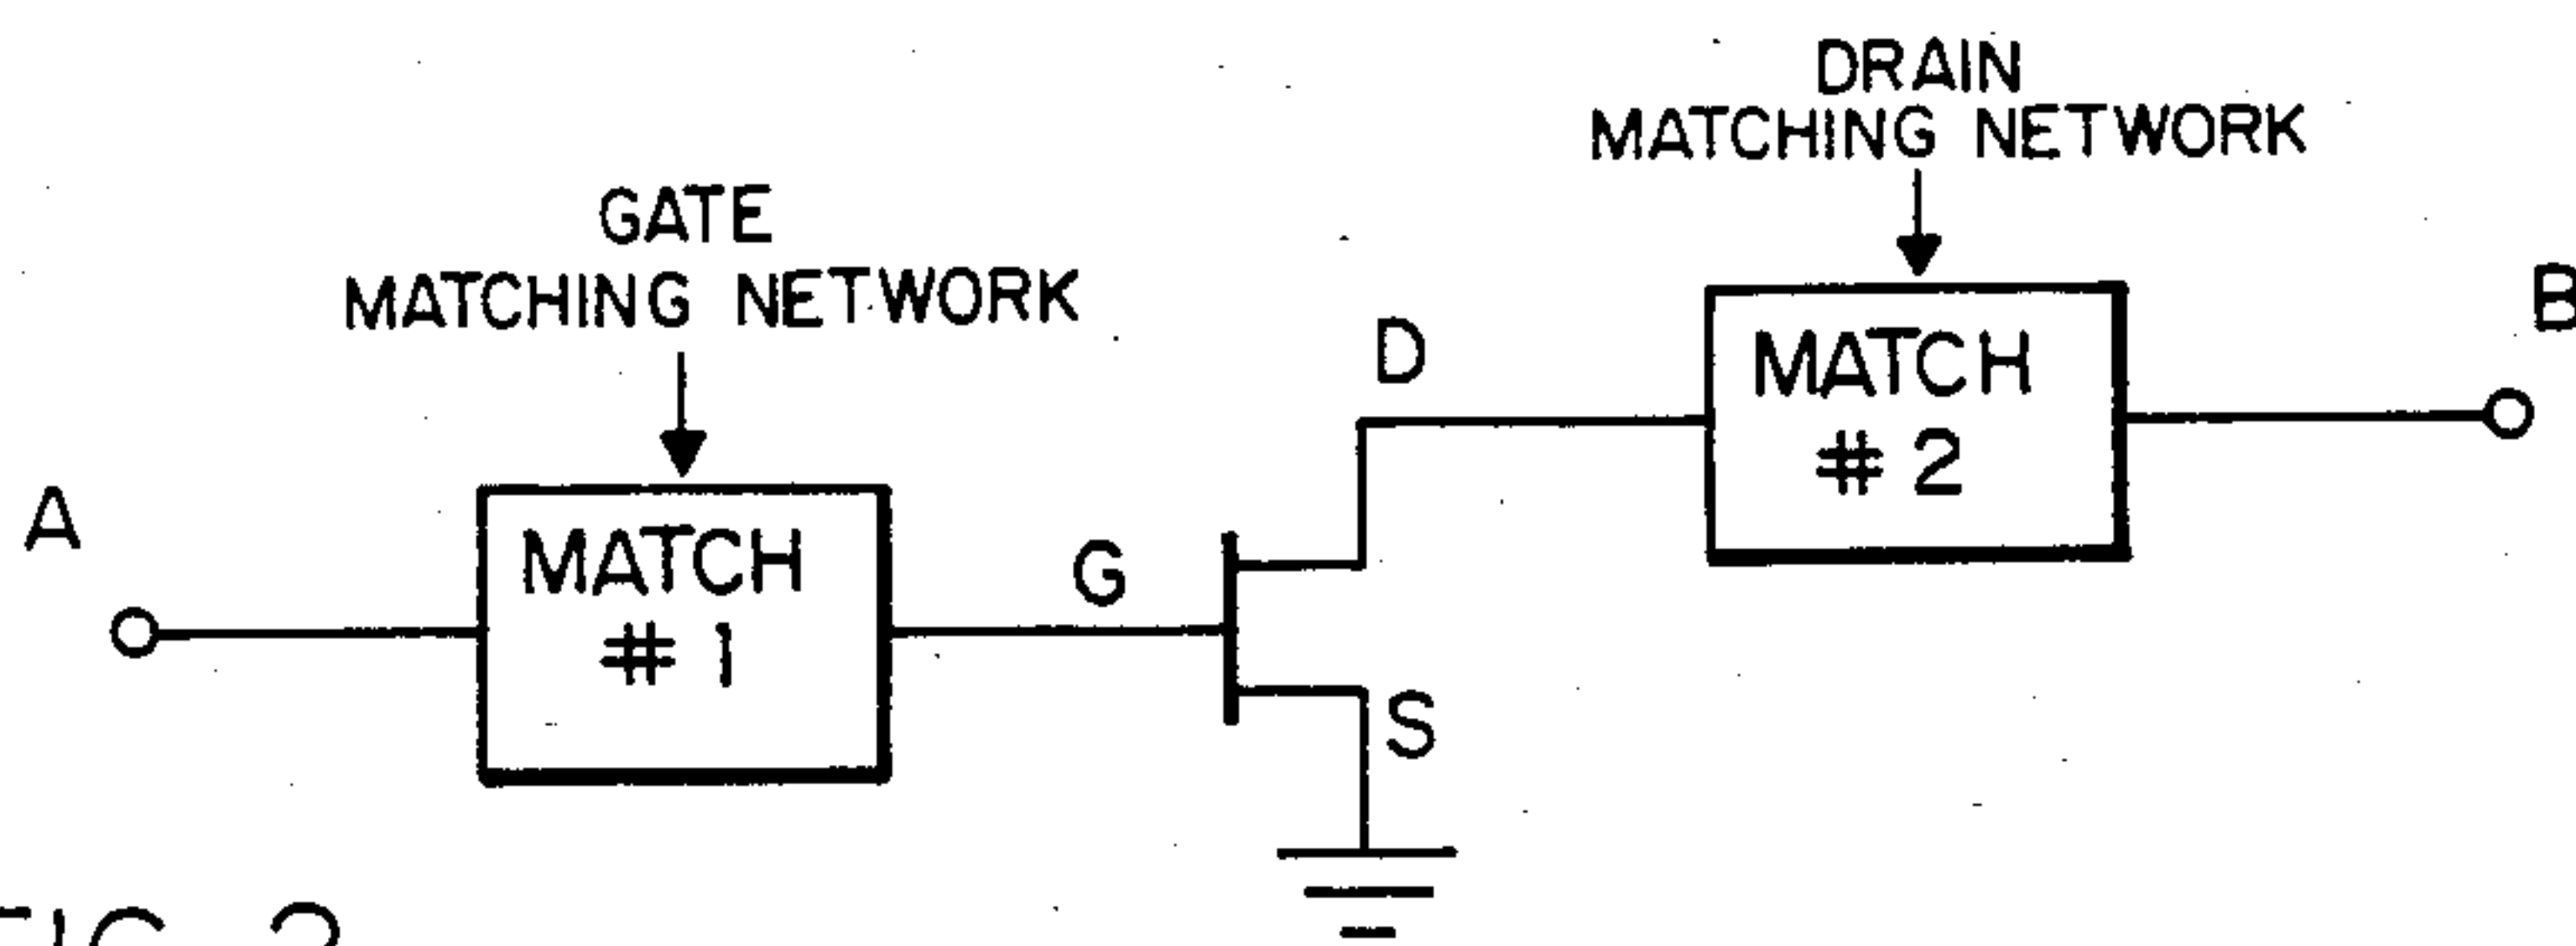 DRAIN
MATCHING NETWORK
GATE
MATCHING NETWORK
B
D
MATCH
# 2
A
MATCH
# 1
G
S